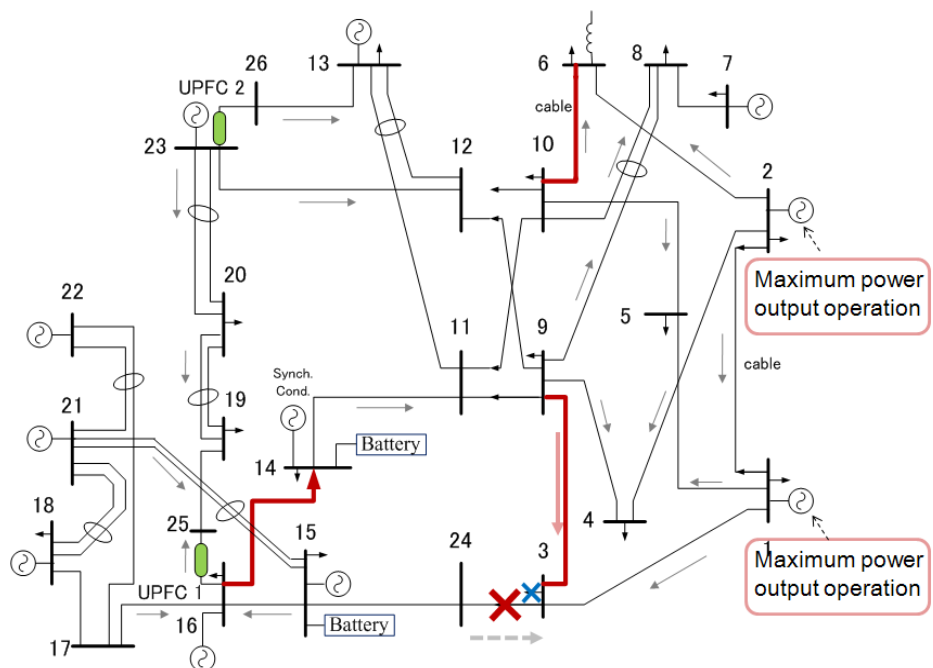 13
6
8
7
26
UPFC 2
cable
23
12
10
2
Maximum power
output operation
20
22
11
9
5
cable
Synch.
Cond.
21
19
Battery
14
18
25
15
24
3
4
1
Maximum power
output operation
UPFC 1
16
Battery
17